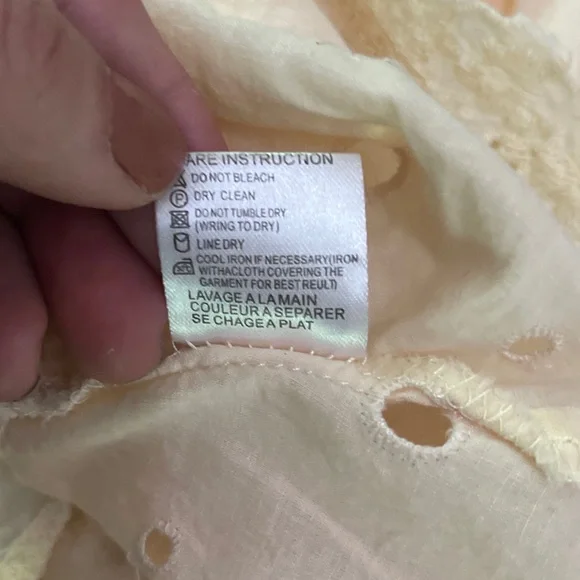 ARE INSTRUCTION
DO NOT BLEACH
P DRY CLEAN
DO NOT TUMBLE DRY
(WRING TO DRY)
LINE DRY
COOL IRON IF NECESSARY(IRON
WITHACLOTH COVERING THE
GARMENT FOR BEST REULT)
LAVAGE A LA MAIN
COULEUR A SEPARER
SE CHAGE A PLAT